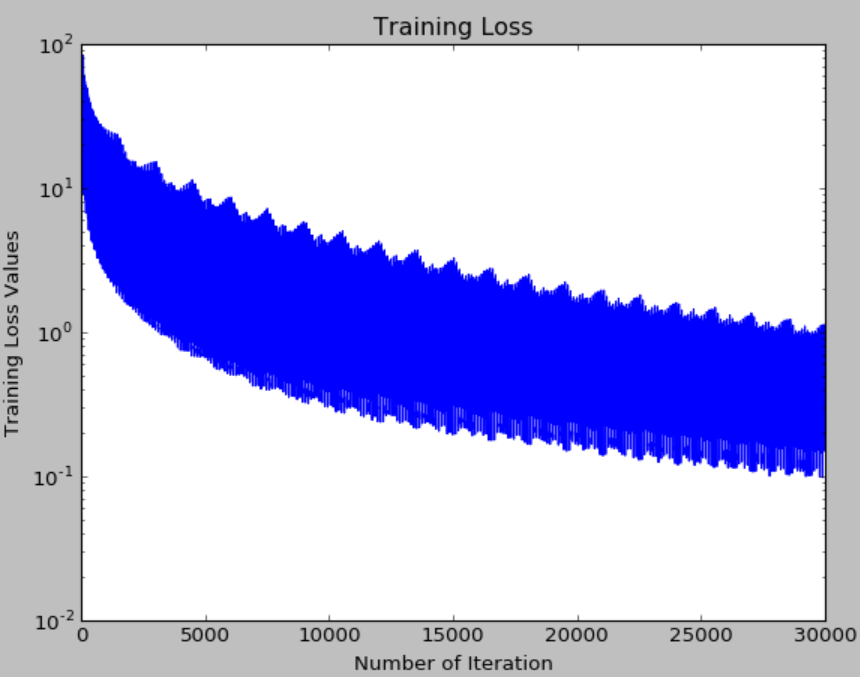 Training Loss
10^2
10^1
10^0
10^-1
10^-2
Training Loss Values
0 5000 10000 15000 20000 25000 30000
Number of Iteration